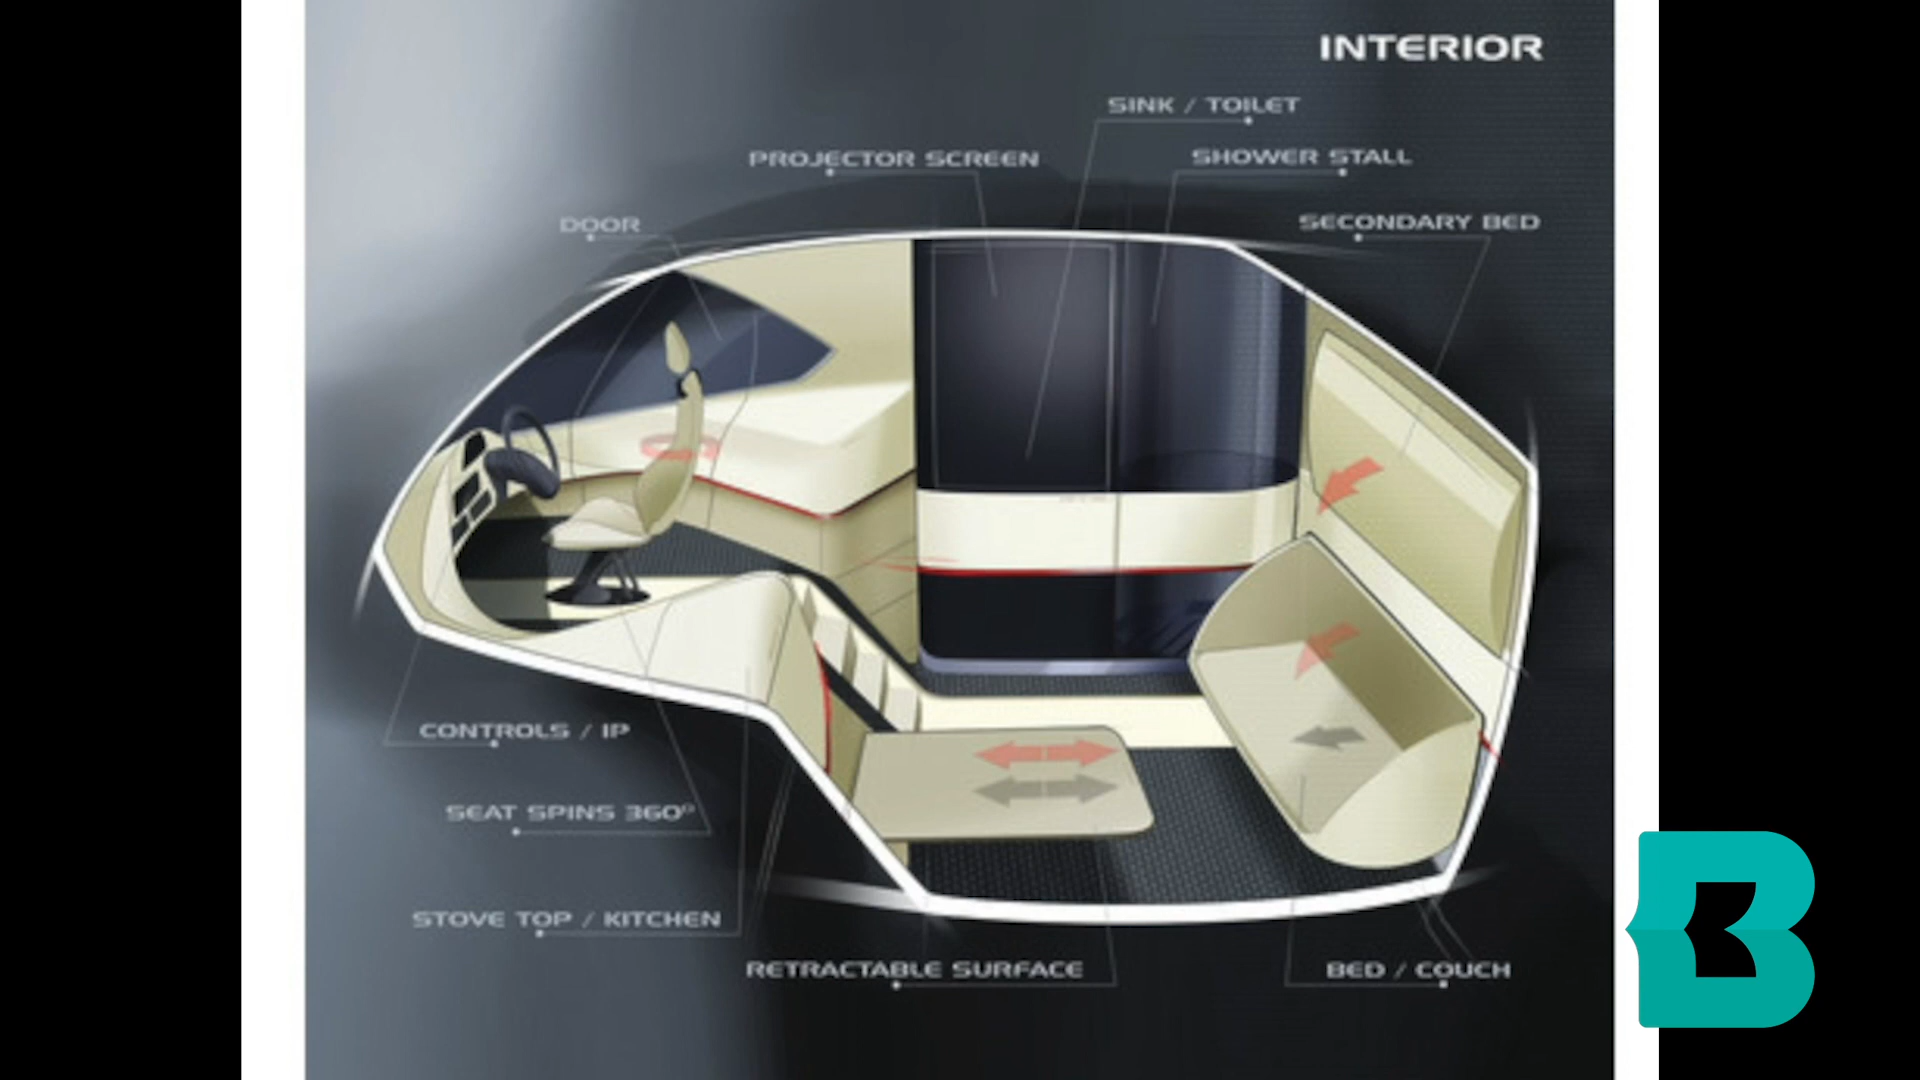 INTERIOR
SINK / TOILET
PROJECTOR SCREEN
SHOWER STALL
DOOR
SECONDARY BED
CONTROLS / IP
SEAT SPINS 360º
STOVE TOP / KITCHEN
RETRACTABLE SURFACE
BED / COUCH
B